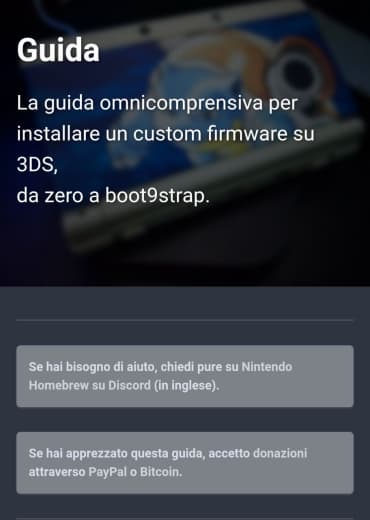 Guida
La guida omnicomprensiva per
installare un custom firmware su
3DS,
da zero a boot9strap.
Se hai bisogno di aiuto, chiedi pure su Nintendo
Homebrew su Discord (in inglese).
Se hai apprezzato questa guida, accetto donazioni
attraverso PayPal o Bitcoin.